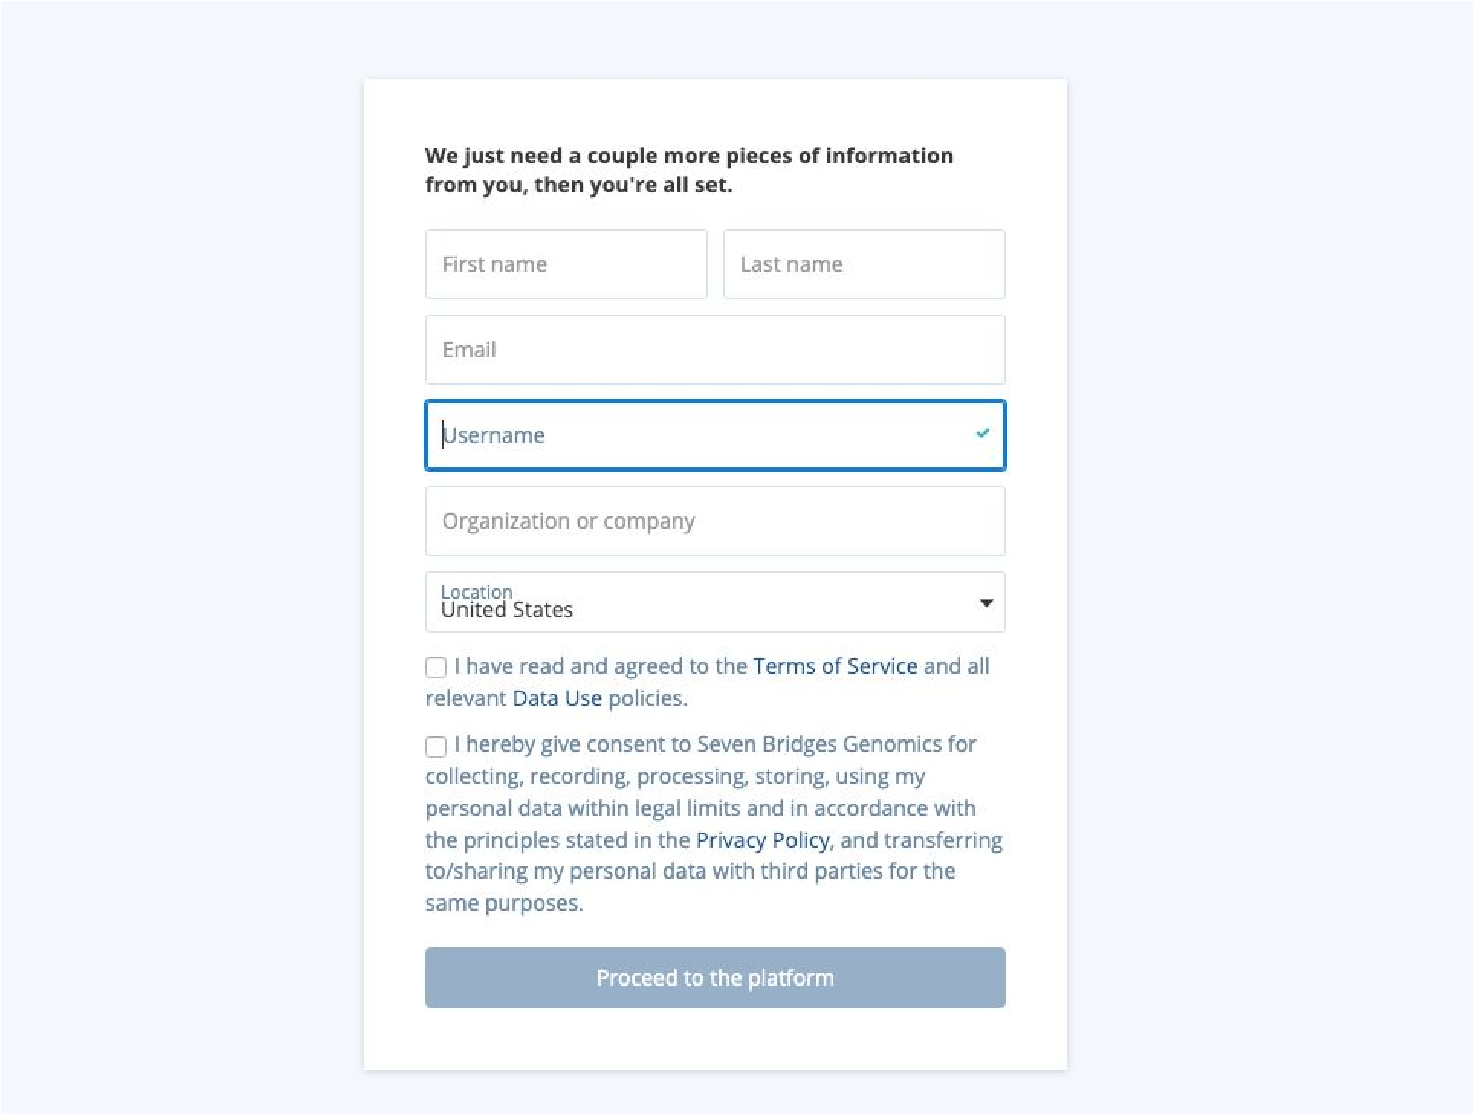 We just need a couple more pieces of information
from you, then you're all set.
First name
Last name
Email
Username
Organization or company
Location
United States
I have read and agreed to the Terms of Service and all
relevant Data Use policies.
I hereby give consent to Seven Bridges Genomics for
collecting, recording, processing, storing, using my
personal data within legal limits and in accordance with
the principles stated in the Privacy Policy, and transferring
to/sharing my personal data with third parties for the
same purposes.
Proceed to the platform